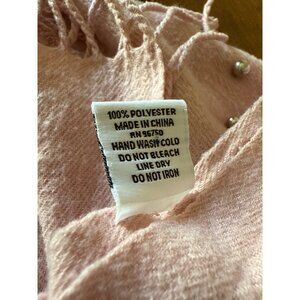 100% POLYESTER
MADE IN CHINA
RN 96750
HAND WASH COLD
DO NOT BLEACH
LINE DRY
DO NOT IRON